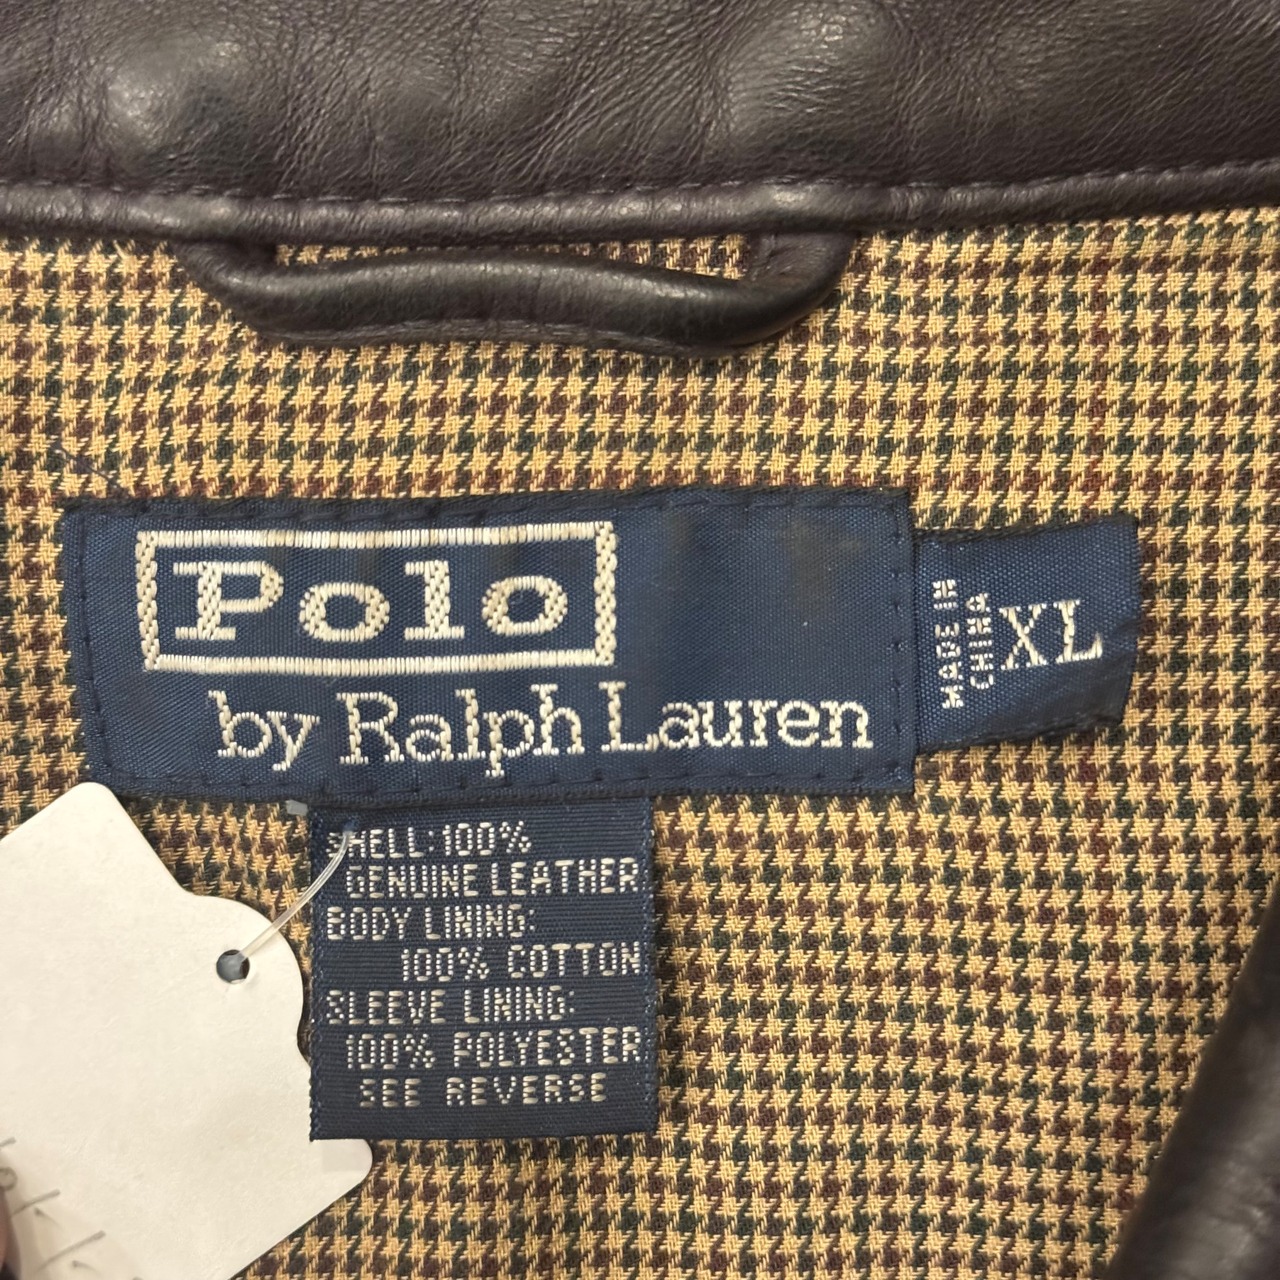 Polo
by Ralph Lauren
MADE IN
CHINA
XL
SHELL: 100%
GENUINE LEATHER
BODY LINING:
100% COTTON
SLEEVE LINING:
100% POLYESTER
SEE REVERSE